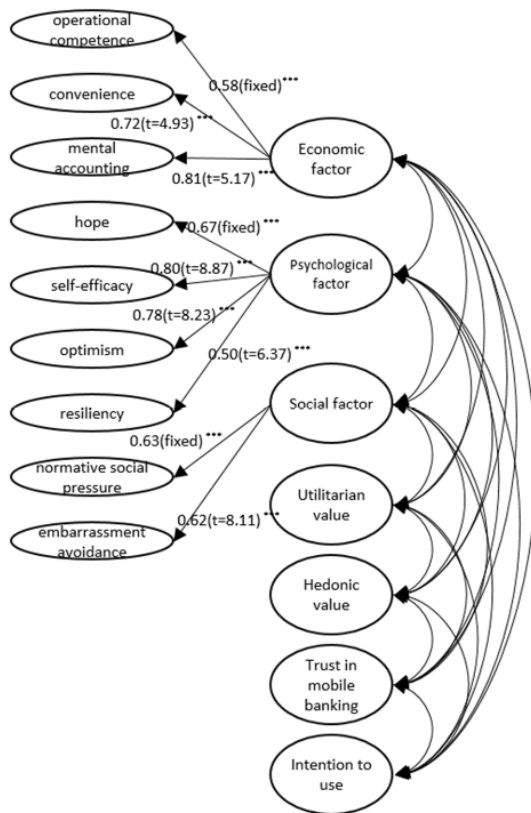 operational
competence
0.58(fixed)***
convenience
0.72(t=4.93)***
mental
accounting
0.81(t=5.17)***
Economic
factor
hope
0.67(fixed)***
self-efficacy
0.80(t=8.87)***
Psychological
factor
optimism
0.78(t=8.23)***
resiliency
0.50(t=6.37)***
Social factor
0.63(fixed)***
normative social
pressure
embarrassment
avoidance
0.62(t=8.11)***
Utilitarian
value
Hedonic
value
Trust in
mobile
banking
Intention to
use